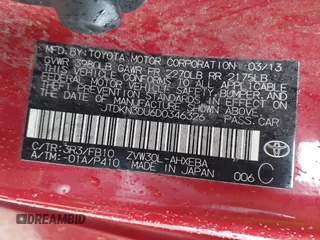 MFD. BY TOYOTA MOTOR CORPORATION 03/13
GVWR 3980LB GAWR FR 2270LB RR 2175LB
THIS VEHICLE CONFORMS TO ALL APPLICABLE
FEDERAL MOTOR VEHICLE SAFETY, BUMPER, AND
THEFT PREVENTION STANDARDS IN EFFECT ON
THE DATE OF MANUFACTURE SHOWN ABOVE.
JTDKN3DU6D0346326 PASS. CAR
C/TR: 3R3/FB10 ZVW30L-AHXEBA
A/TM: -01A/P410 MADE IN JAPAN 006 C
TOYOTA
DREAMBID